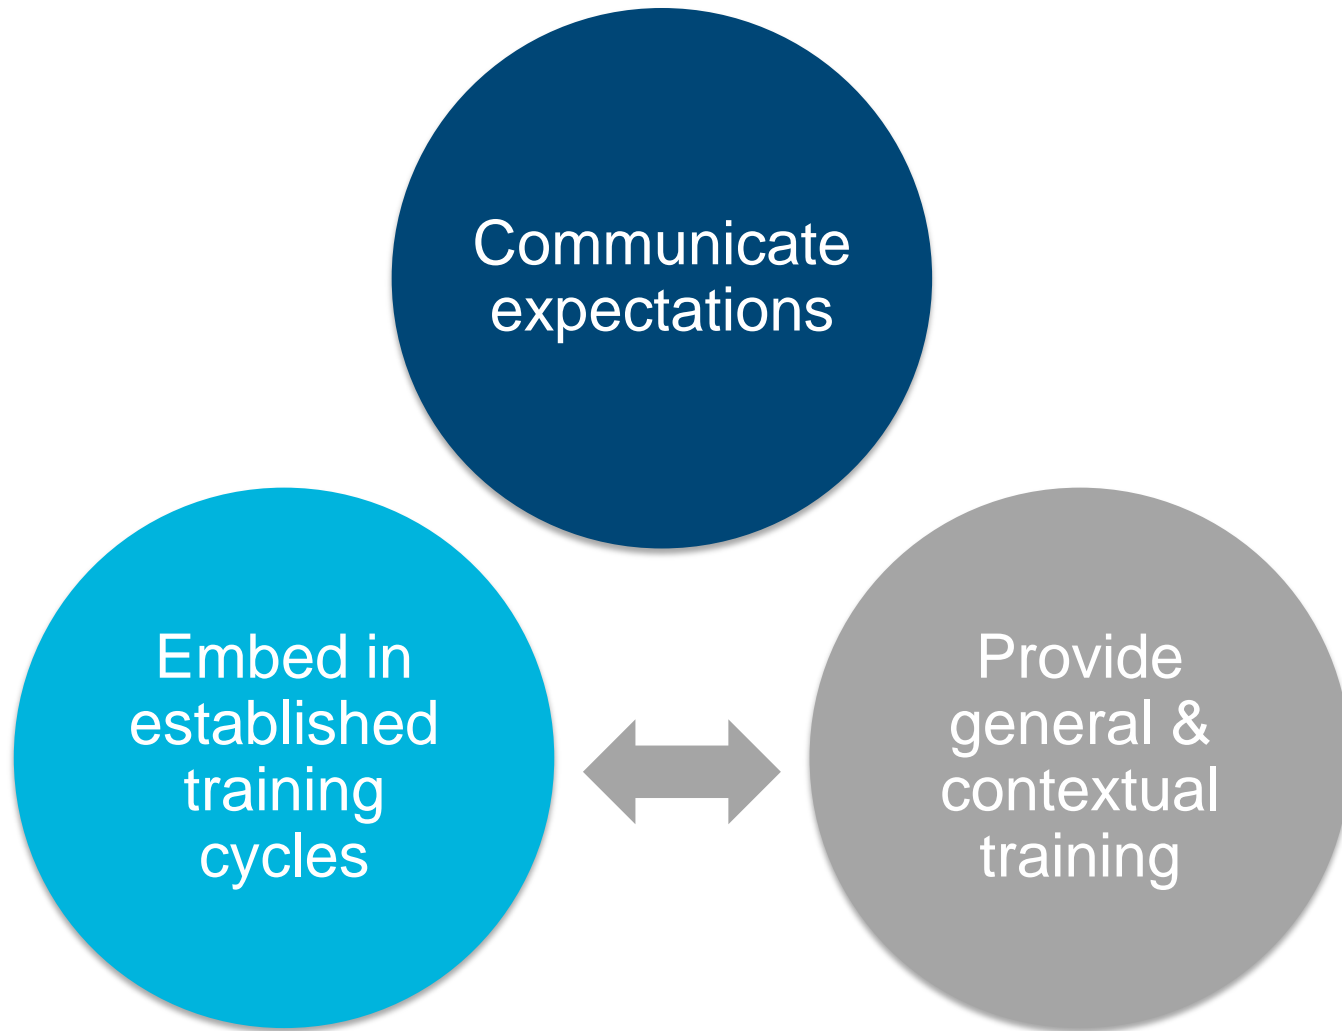 Communicate
expectations
Embed in
established
training
cycles
Provide
general &
contextual
training